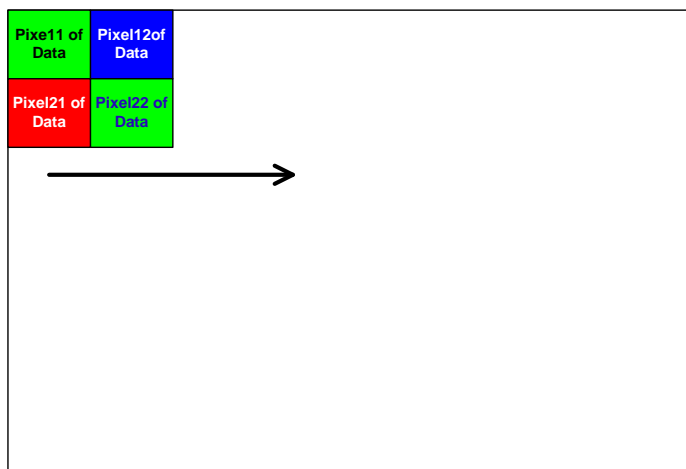 Pixe11 of
Data
Pixel12of
Data
Pixel21 of
Data
Pixel22 of
Data